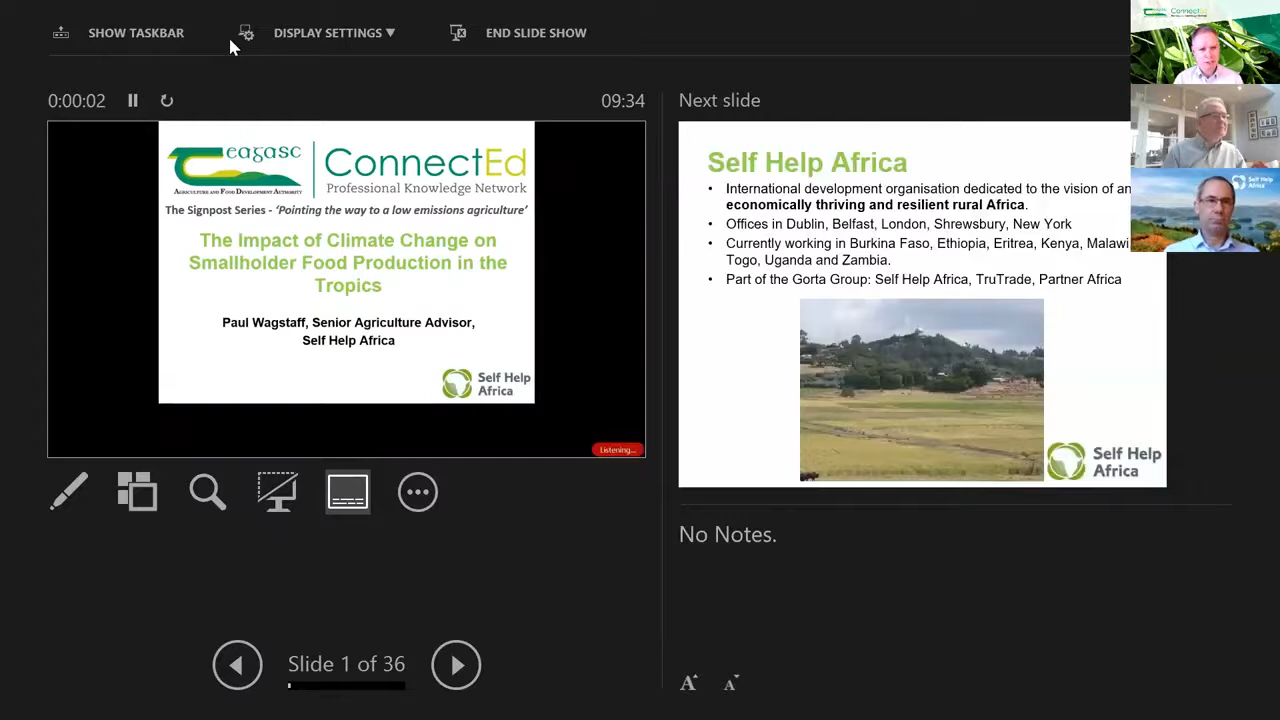 SHOW TASKBAR
DISPLAY SETTINGS ▼
END SLIDE SHOW
0:00:02
09:34
eagasc
AGRICULTURE AND FOOD DEVELOPMENT AUTHORITY
ConnectEd
Professional Knowledge Network
The Signpost Series - 'Pointing the way to a low emissions agriculture'
The Impact of Climate Change on
Smallholder Food Production in the
Tropics
Paul Wagstaff, Senior Agriculture Advisor,
Self Help Africa
Self Help
Africa
Listening...
Slide 1 of 36
Next slide
Self Help Africa
• International development organisation dedicated to the vision of an
economically thriving and resilient rural Africa.
• Offices in Dublin, Belfast, London, Shrewsbury, New York
• Currently working in Burkina Faso, Ethiopia, Eritrea, Kenya, Malawi
Togo, Uganda and Zambia.
• Part of the Gorta Group: Self Help Africa, TruTrade, Partner Africa
Self Help
Africa
No Notes.
A A
ConnectEd
Self Help
Africa